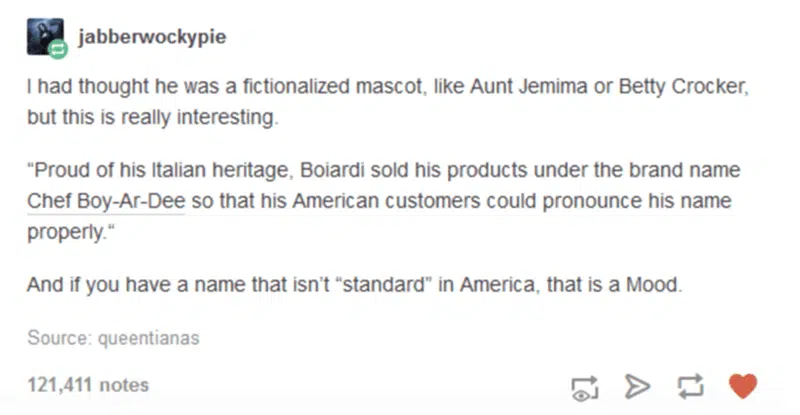 jabberwockypie
I had thought he was a fictionalized mascot, like Aunt Jemima or Betty Crocker,
but this is really interesting.
“Proud of his Italian heritage, Boiardi sold his products under the brand name
Chef Boy-Ar-Dee so that his American customers could pronounce his name
properly.“
And if you have a name that isn’t “standard” in America, that is a Mood.
Source: queentianas
121,411 notes